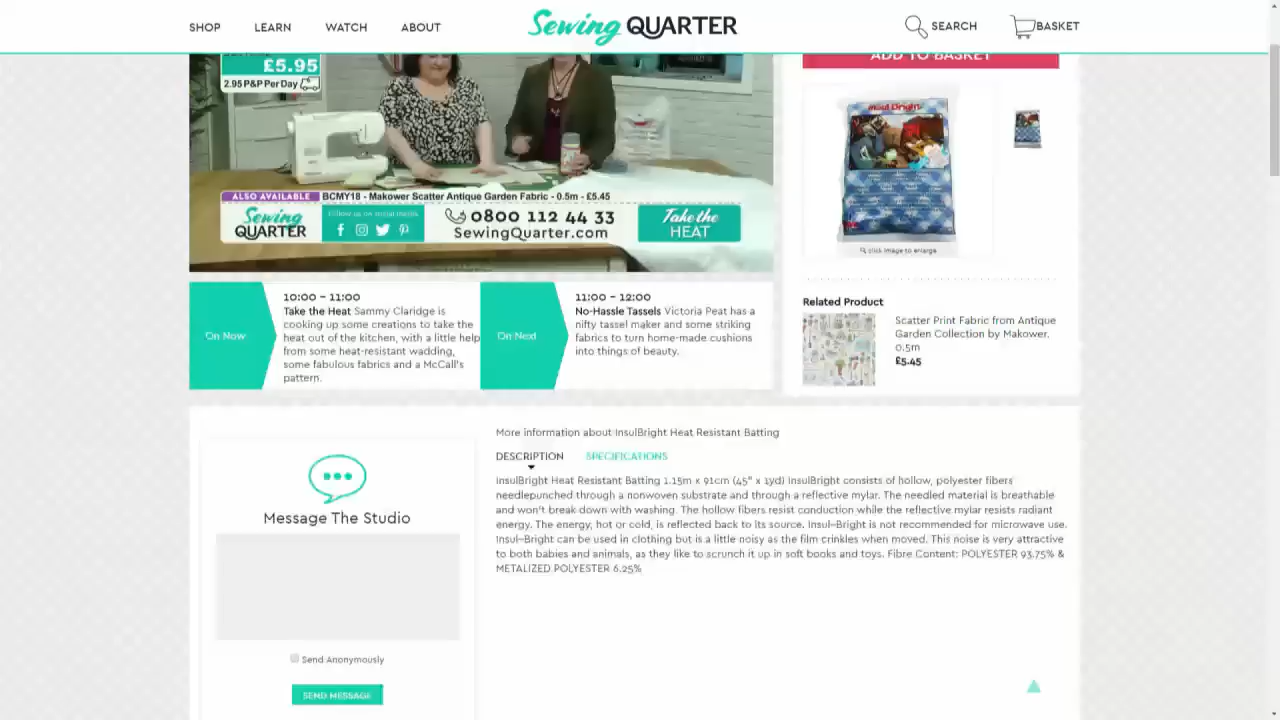 SHOP
LEARN
WATCH
ABOUT
Sewing QUARTER
SEARCH
BASKET
£5.95
2.95 P&P Per Day
ALSO AVAILABLE BCMY18 - Makower Scatter Antique Garden Fabric - 0.5m - £5.45
Sewing
QUARTER
Follow us on social media
0800 112 44 33
SewingQuarter.com
Take the
HEAT
ADD TO BASKET
Insul Bright
click image to enlarge
On Now
10:00 - 11:00
Take the Heat Sammy Claridge is
cooking up some creations to take the
heat out of the kitchen, with a little help
from some heat-resistant wadding,
some fabulous fabrics and a McCall's
pattern.
On Next
11:00 - 12:00
No-Hassle Tassels Victoria Peat has a
nifty tassel maker and some striking
fabrics to turn home-made cushions
into things of beauty.
Related Product
Scatter Print Fabric from Antique
Garden Collection by Makower.
0.5m
£5.45
Message The Studio
Send Anonymously
SEND MESSAGE
More information about InsulBright Heat Resistant Batting
DESCRIPTION
SPECIFICATIONS
InsulBright Heat Resistant Batting 1.15m x 91cm (45" x 1yd) InsulBright consists of hollow, polyester fibers
needlepunched through a nonwoven substrate and through a reflective mylar. The needled material is breathable
and won't break down with washing. The hollow fibers resist conduction while the reflective mylar resists radiant
energy. The energy, hot or cold, is reflected back to its source. Insul-Bright is not recommended for microwave use.
Insul-Bright can be used in clothing but is a little noisy as the film crinkles when moved. This noise is very attractive
to both babies and animals, as they like to scrunch it up in soft books and toys. Fibre Content: POLYESTER 93.75% &
METALIZED POLYESTER 6.25%